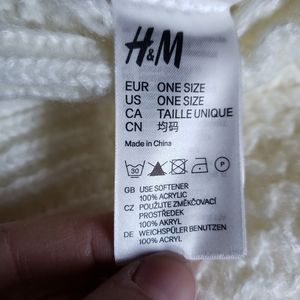 H&M
EUR ONE SIZE
US ONE SIZE
CA TAILLE UNIQUE
CN 均码
Made in China
30 P
GB USE SOFTENER
100% ACRYLIC
CZ POUŽIJTE ZMĚKČOVACÍ
PROSTŘEDEK
100% AKRYL
DE WEICHSPÜLER BENUTZEN
100% ACRYL